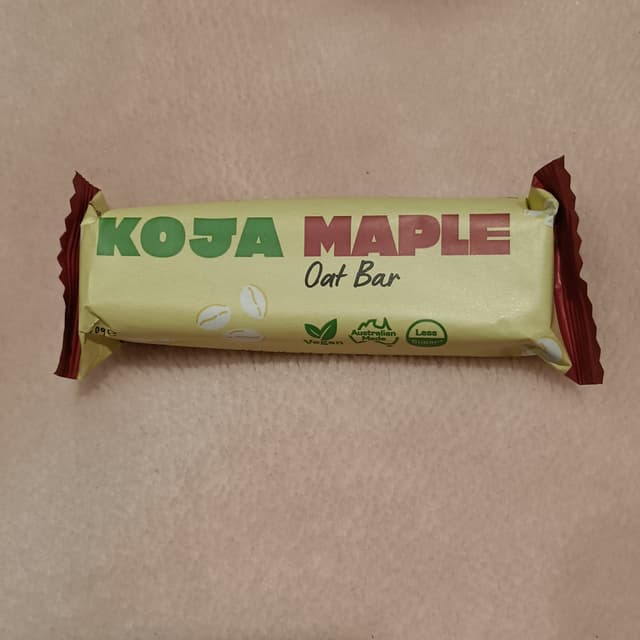 KOJA MAPLE
Oat Bar
Vegan
Australian
Made
Less